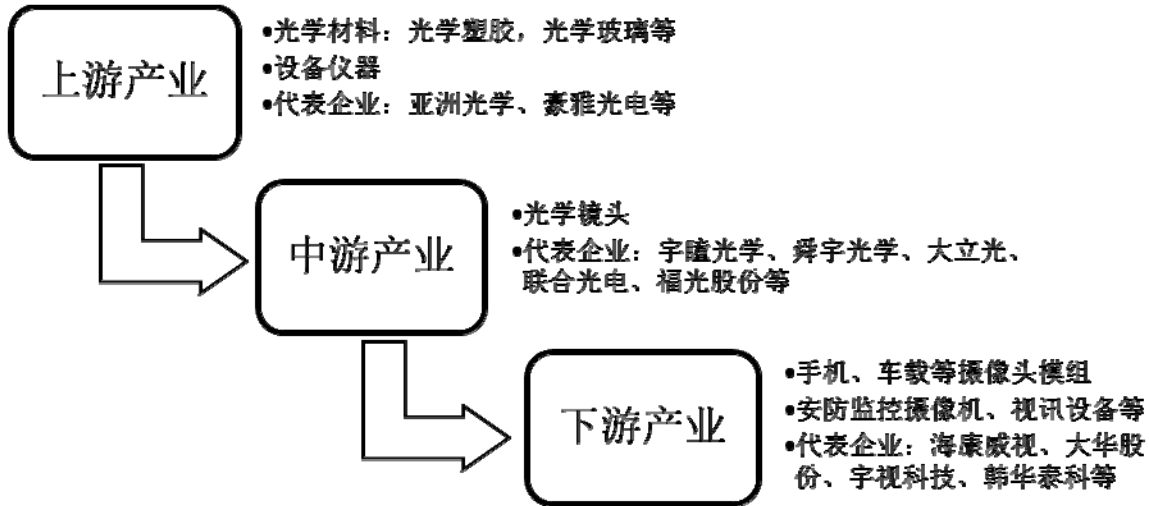 上游产业
•光学材料：光学塑胶，光学玻璃等
•设备仪器
•代表企业：亚洲光学、豪雅光电等
中游产业
•光学镜头
•代表企业：宇瞳光学、舜宇光学、大立光、
联合光电、福光股份等
下游产业
•手机、车载等摄像头模组
•安防监控摄像机、视讯设备等
•代表企业：海康威视、大华股
份、宇视科技、韩华泰科等